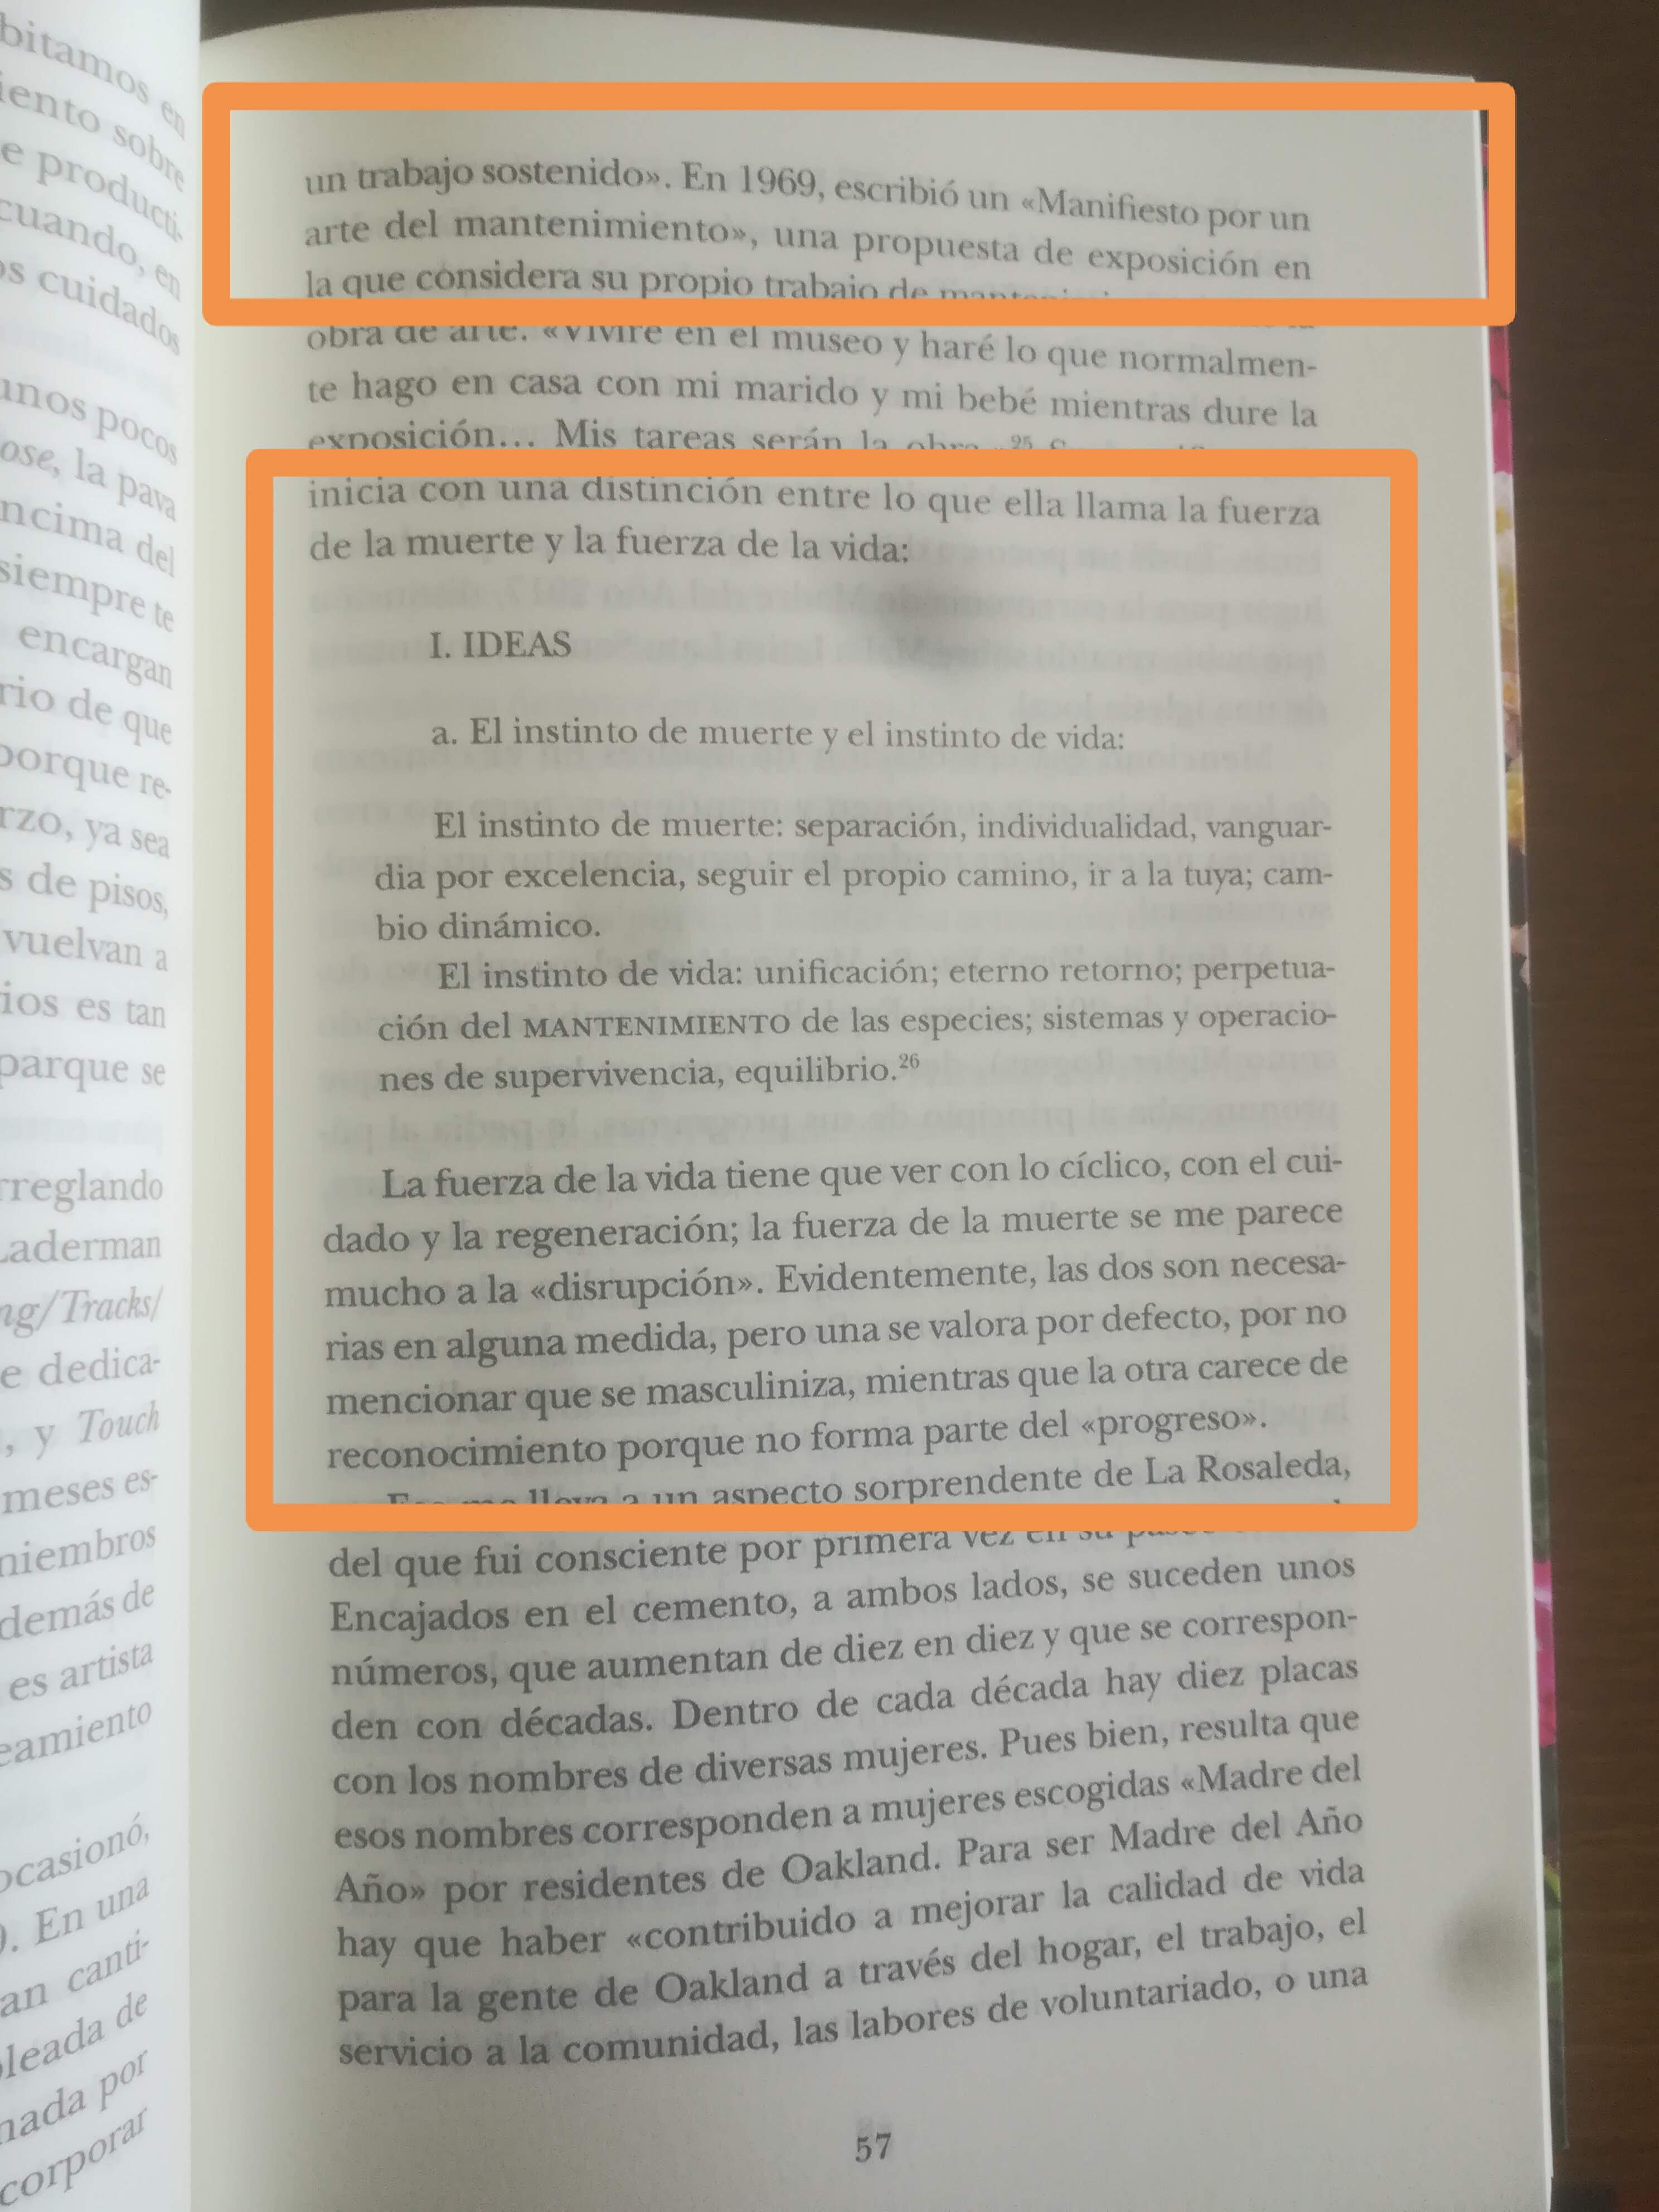 bitamos en
iento sobre
e producti-
cuando, en
os cuidados
unos pocos
ose, la pava
ncima del
siempre te
encargan
rio de que
porque re-
rzo, ya sea
s de pisos,
vuelvan a
ios es tan
parque se
rreglando
Laderman
ng/Tracks/
e dedica-
, y Touch
meses es-
miembros
demás de
es artista
eamiento
ocasionó,
). En una
an canti-
oleada de
nada por
corporar
un trabajo sostenido». En 1969, escribió un «Manifiesto por un
arte del mantenimiento», una propuesta de exposición en
la que considera su propio trabajo de
obra de arte. «Viviré en el museo y haré lo que normalmen-
te hago en casa con mi marido y mi bebé mientras dure la
exposición... Mis tareas serán la obra.»²⁵
inicia con una distinción entre lo que ella llama la fuerza
de la muerte y la fuerza de la vida:
I. IDEAS
a. El instinto de muerte y el instinto de vida:
El instinto de muerte: separación, individualidad, vanguar-
dia por excelencia, seguir el propio camino, ir a la tuya; cam-
bio dinámico.
El instinto de vida: unificación; eterno retorno; perpetua-
ción del MANTENIMIENTO de las especies; sistemas y operacio-
nes de supervivencia, equilibrio.²⁶
La fuerza de la vida tiene que ver con lo cíclico, con el cui-
dado y la regeneración; la fuerza de la muerte se me parece
mucho a la «disrupción». Evidentemente, las dos son necesa-
rias en alguna medida, pero una se valora por defecto, por no
mencionar que se masculiniza, mientras que la otra carece de
reconocimiento porque no forma parte del «progreso».
me lleva a un aspecto sorprendente de La Rosaleda,
del que fui consciente por primera vez en su
Encajados en el cemento, a ambos lados, se suceden unos
números, que aumentan de diez en diez y que se correspon-
den con décadas. Dentro de cada década hay diez placas
con los nombres de diversas mujeres. Pues bien, resulta que
esos nombres corresponden a mujeres escogidas «Madre del
Año» por residentes de Oakland. Para ser Madre del Año
hay que haber «contribuido a mejorar la calidad de vida
para la gente de Oakland a través del hogar, el trabajo, el
servicio a la comunidad, las labores de voluntariado, o una
57